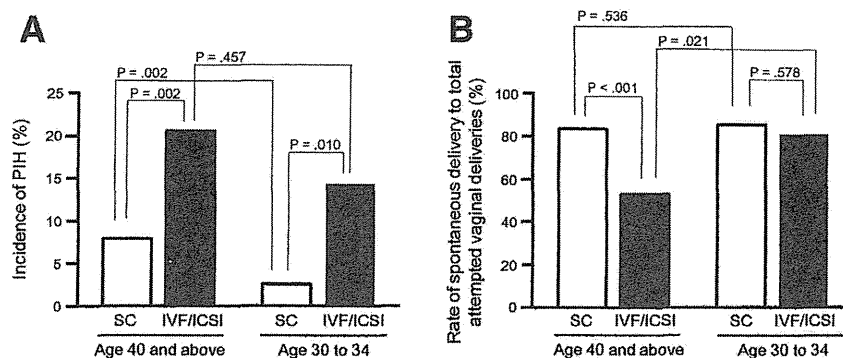 A
Incidence of PIH (%)
25
20
15
10
5
0
P = .002
P = .002
P = .457
P = .010
SC
IVF/ICSI
SC
IVF/ICSI
Age 40 and above
Age 30 to 34
B
Rate of spontaneous delivery to total
attempted vaginal deliveries (%)
100
80
60
40
20
0
P = .536
P < .001
P = .021
P = .578
SC
IVF/ICSI
SC
IVF/ICSI
Age 40 and above
Age 30 to 34